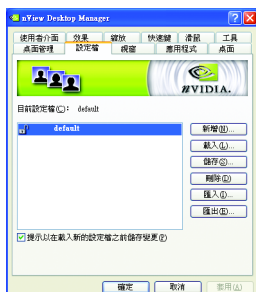 nView Desktop Manager
使用者介面 效果 縮放 快速鍵 滑鼠 工具
桌面管理 設定檔 視窗 應用程式 桌面
NVIDIA.
目前設定檔(C): default
default
新增(N)...
載入(L)...
儲存(S)...
刪除(D)
匯入(I)...
匯出(E)...
提示以在載入新的設定檔之前儲存變更(P)
確定 取消 套用(A)